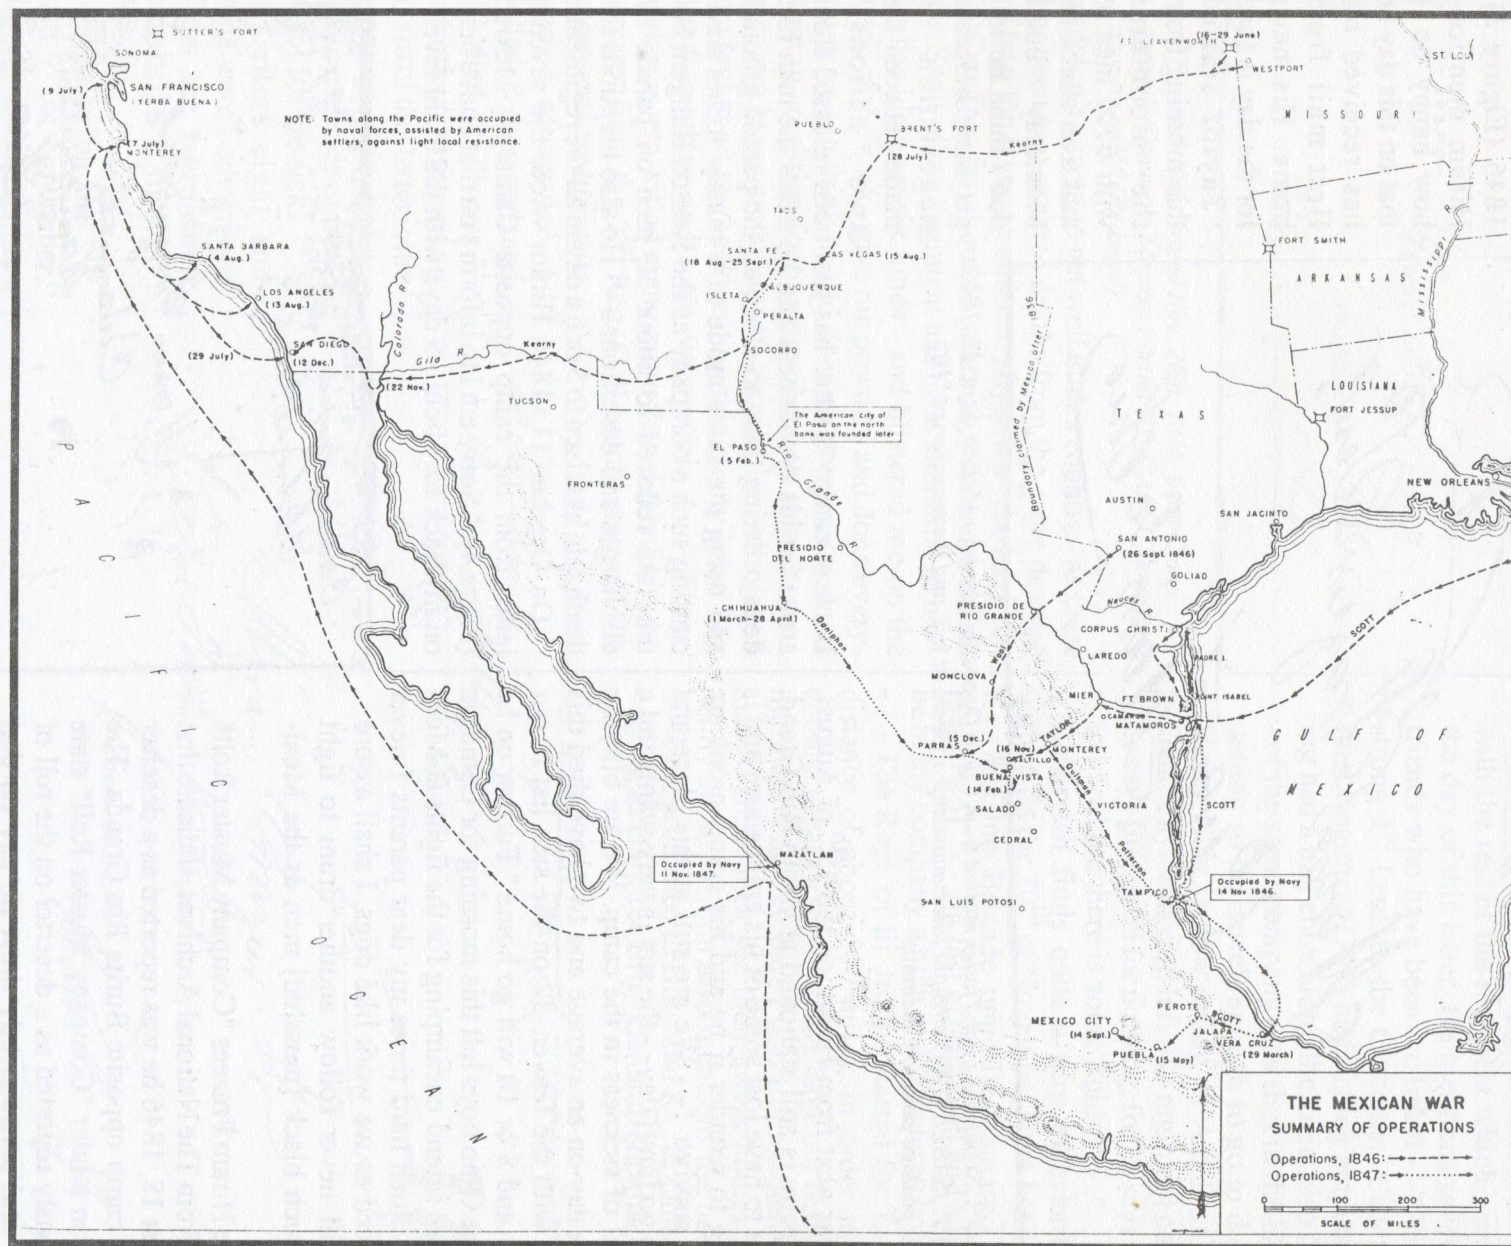 SUTTER'S FORT
SONOMA
(9 July)
SAN FRANCISCO
(YERBA BUENA)
NOTE: Towns along the Pacific were occupied
by naval forces, assisted by American
settlers, against light local resistance.
(7 July)
MONTEREY
SANTA BARBARA
(4 Aug.)
LOS ANGELES
(13 Aug.)
(29 July)
SAN DIEGO
(12 Dec.)
Colorado R
Gila R.
Kearny
(22 Nov.)
TUCSON
FRONTERAS
FT. LEAVENWORTH
(16-29 June)
WESTPORT
ST. LOUI
MISSOURI
PUEBLO
BRENT'S FORT
(28 July)
Kearny
TAOS
SANTA FE
(18 Aug.-25 Sept.)
LAS VEGAS (15 Aug.)
ISLETA
ALBUQUERQUE
PERALTA
SOCORRO
The American city of
El Paso on the north
bank was founded later
EL PASO
(5 Feb.)
Rio Grande R
PRESIDIO
DEL NORTE
CHIHUAHUA
(1 March-28 April)
Doniphan
Boundary claimed by Mexico after 1836
FORT SMITH
ARKANSAS
Mississippi R
LOUISIANA
FORT JESSUP
TEXAS
NEW ORLEANS
AUSTIN
SAN JACINTO
SAN ANTONIO
(26 Sept. 1846)
GOLIAD
Neuces R.
PRESIDIO DE
RIO GRANDE
CORPUS CHRISTI
LAREDO
PADRE I.
SCOTT
Wool
MONCLOVA
MIER
FT. BROWN
POINT ISABEL
CAMARGO
MATAMOROS
GULF OF
MEXICO
(5 Dec.)
PARRAS
(16 Nov.)
TAYLOR
MONTEREY
SALTILLO
BUENA VISTA
(14 Feb.)
Quitman
VICTORIA
SCOTT
SALADO
CEDRAL
Patterson
Occupied by Navy
11 Nov. 1847.
MAZATLAN
TAMPICO
Occupied by Navy
14 Nov 1846.
SAN LUIS POTOSI
PACIFIC OCEAN
PEROTE
SCOTT
MEXICO CITY
(14 Sept.)
JALAPA
VERA CRUZ
(29 March)
PUEBLA
(15 May)
THE MEXICAN WAR
SUMMARY OF OPERATIONS
Operations, 1846:
Operations, 1847:
0 100 200 300
SCALE OF MILES